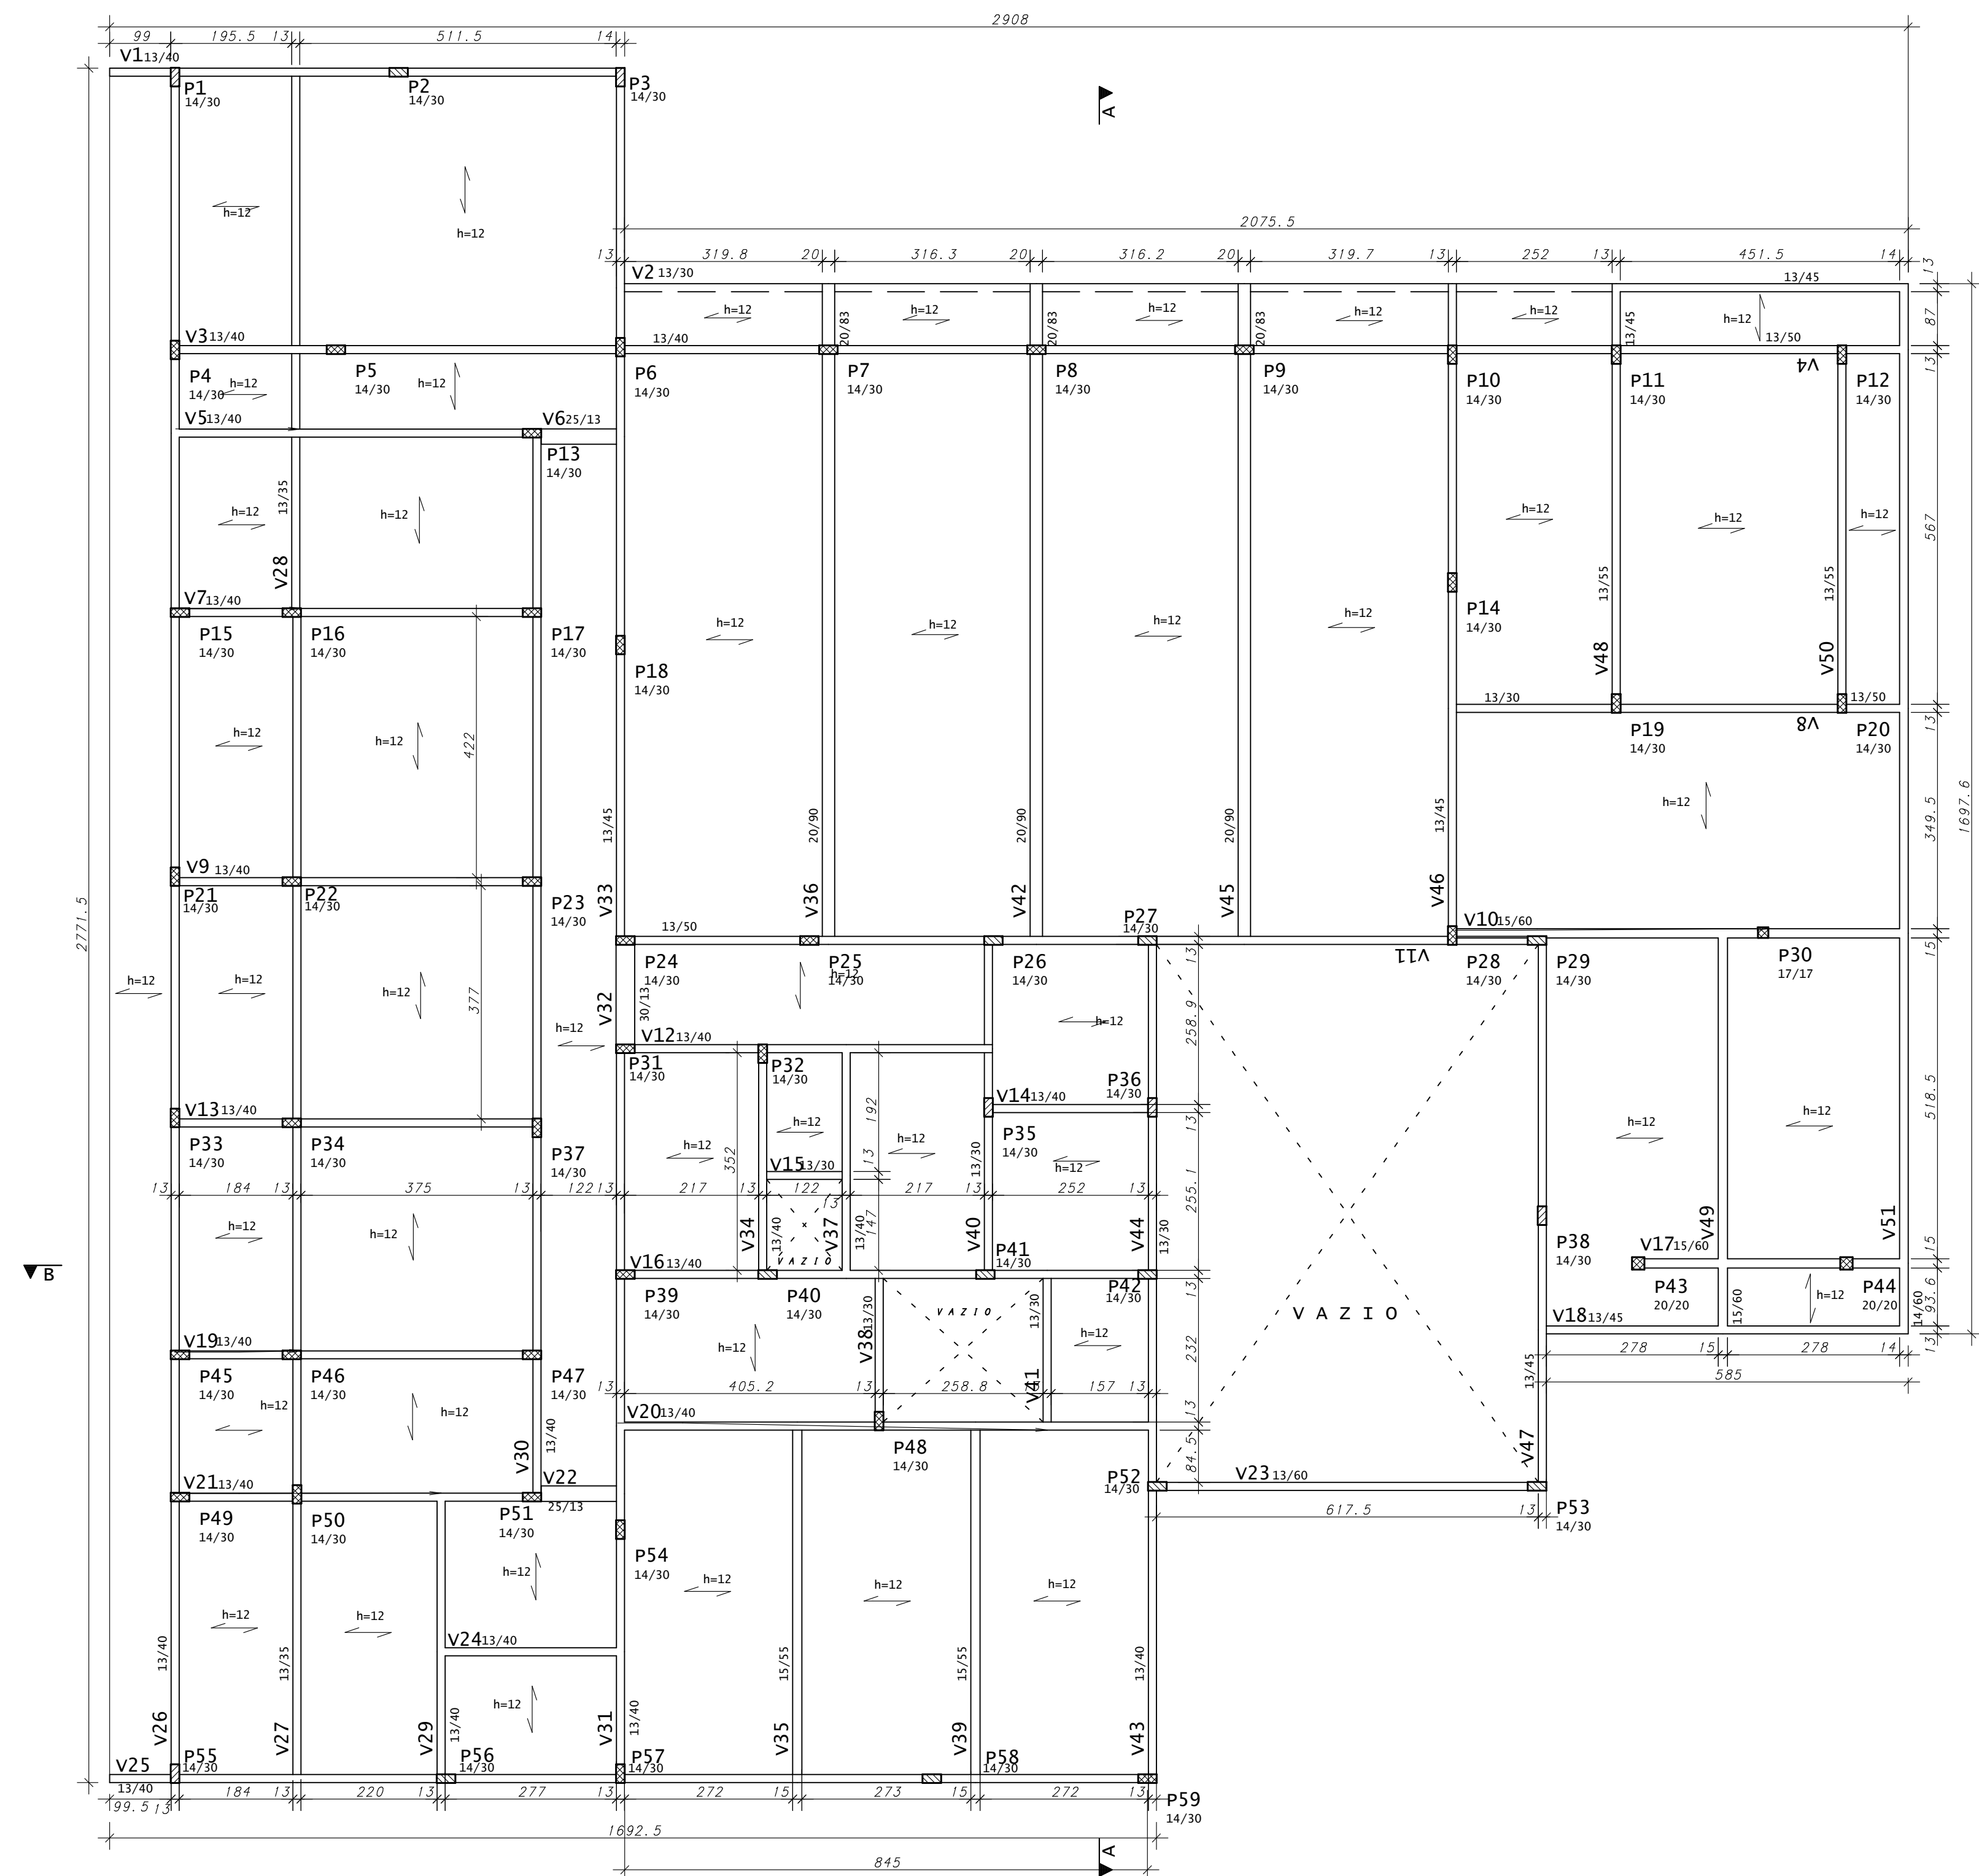 2908
99 195.5 13 511.5 14
V1 13/40
P1 14/30
P2 14/30
P3 14/30
A
h=12
h=12
2075.5
13 319.8 20 316.3 20 316.2 20 319.7 13 252 13 451.5 14
13
V2 13/30
13/45
h=12 h=12 h=12 h=12 h=12 h=12
20/83 20/83 20/83 13/45
87
V3 13/40
13/40
13/50
V4
13
P4 14/30
h=12
P5 14/30
h=12
P6 14/30
P7 14/30
P8 14/30
P9 14/30
P10 14/30
P11 14/30
P12 14/30
V5 13/40
V6 25/13
P13 14/30
h=12
13/35
h=12
h=12
h=12
h=12
567
1697.6
V28
V7 13/40
P15 14/30
P16 14/30
P17 14/30
P18 14/30
P14 14/30
13/55
13/55
V48
V50
h=12
h=12
h=12
h=12
h=12
h=12
422
13/30
13/50
V8
13
P19 14/30
P20 14/30
h=12
349.5
13/45
20/90
20/90
20/90
13/45
V9 13/40
P21 14/30
P22 14/30
P23 14/30
V33
V36
V42
V45
V46
2771.5
13/50
P27 14/30
V10 15/60
V11
15
P24 14/30
P25 14/30
h=12
P26 14/30
P28 14/30
P29 14/30
P30 17/17
h=12
h=12
h=12
377
h=12
V32
30/13
V12 13/40
h=12
13
258.9
P31 14/30
P32 14/30
P36 14/30
V14 13/40
V13 13/40
P33 14/30
P34 14/30
P37 14/30
h=12
352
h=12
V15 13/30
192
13
h=12
13/30
P35 14/30
h=12
13
255.1
h=12
h=12
518.5
13 184 13 375 13 122 13 217 13 122 13 217 13 252 13
h=12
h=12
V34
13/40
V37
13/40
147
V40
V44
13/30
VAZIO
P41 14/30
V16 13/40
P38 14/30
V49
V17 15/60
V51
15
P39 14/30
P40 14/30
P42 14/30
13
P43 20/20
P44 20/20
15/60
h=12
14/60
93.6
V18 13/45
13
VAZIO
VAZIO
B
h=12
V38
13/30
13/30
h=12
232
V19 13/40
P45 14/30
P46 14/30
P47 14/30
13/45
278 15 278 14
585
13 405.2 13 258.8 13 157 13
V41
h=12
h=12
V20 13/40
13
84.5
P48 14/30
V30
13/40
V47
V21 13/40
V22 25/13
P52 14/30
V23 13/60
P49 14/30
P50 14/30
P51 14/30
617.5 13
P53 14/30
P54 14/30
h=12
h=12
h=12
h=12
h=12
h=12
V24 13/40
13/40
13/35
15/55
15/55
13/40
h=12
V26
V27
V29
13/40
V31
13/40
V35
V39
V43
V25 13/40
P55 14/30
P56 14/30
P57 14/30
P58 14/30
P59 14/30
99.5 13 184 13 220 13 277 13 272 15 273 15 272 13
1692.5
A
845